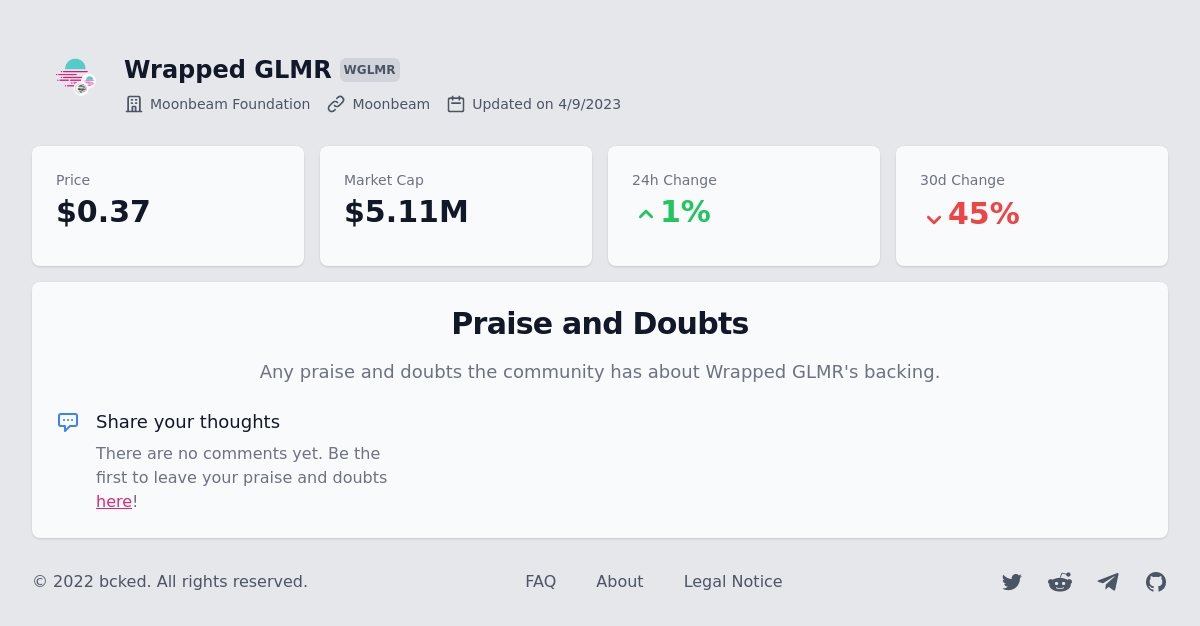 Wrapped GLMR WGLMR
Moonbeam Foundation Moonbeam Updated on 4/9/2023
Price
$0.37
Market Cap
$5.11M
24h Change
1%
30d Change
45%
Praise and Doubts
Any praise and doubts the community has about Wrapped GLMR's backing.
Share your thoughts
There are no comments yet. Be the
first to leave your praise and doubts
here!
© 2022 bcked. All rights reserved. FAQ About Legal Notice